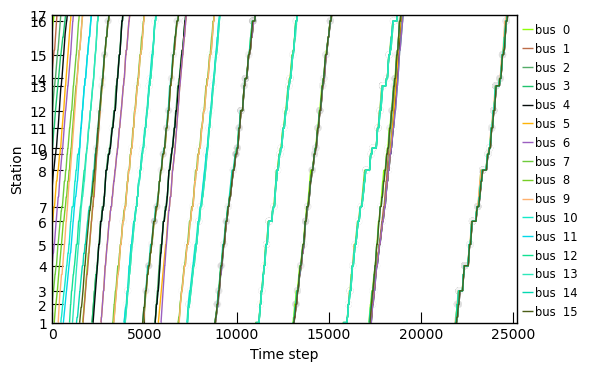 17
16
15
14
13
12
11
10
9
8
7
6
5
4
3
2
1
Station
0
5000
10000
15000
20000
25000
Time step
bus 0
bus 1
bus 2
bus 3
bus 4
bus 5
bus 6
bus 7
bus 8
bus 9
bus 10
bus 11
bus 12
bus 13
bus 14
bus 15